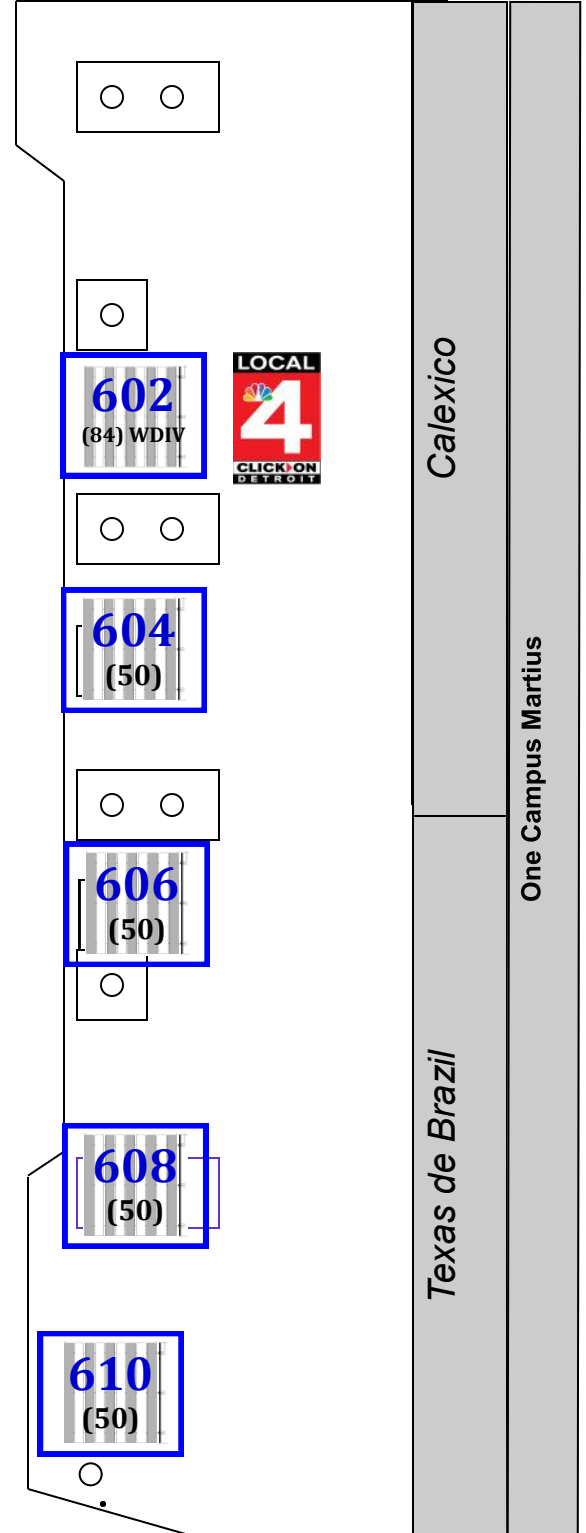 602
(84) WDIV
LOCAL
4
CLICK ON
DETROIT
Calexico
604
(50)
One Campus Martius
606
(50)
Texas de Brazil
608
(50)
610
(50)